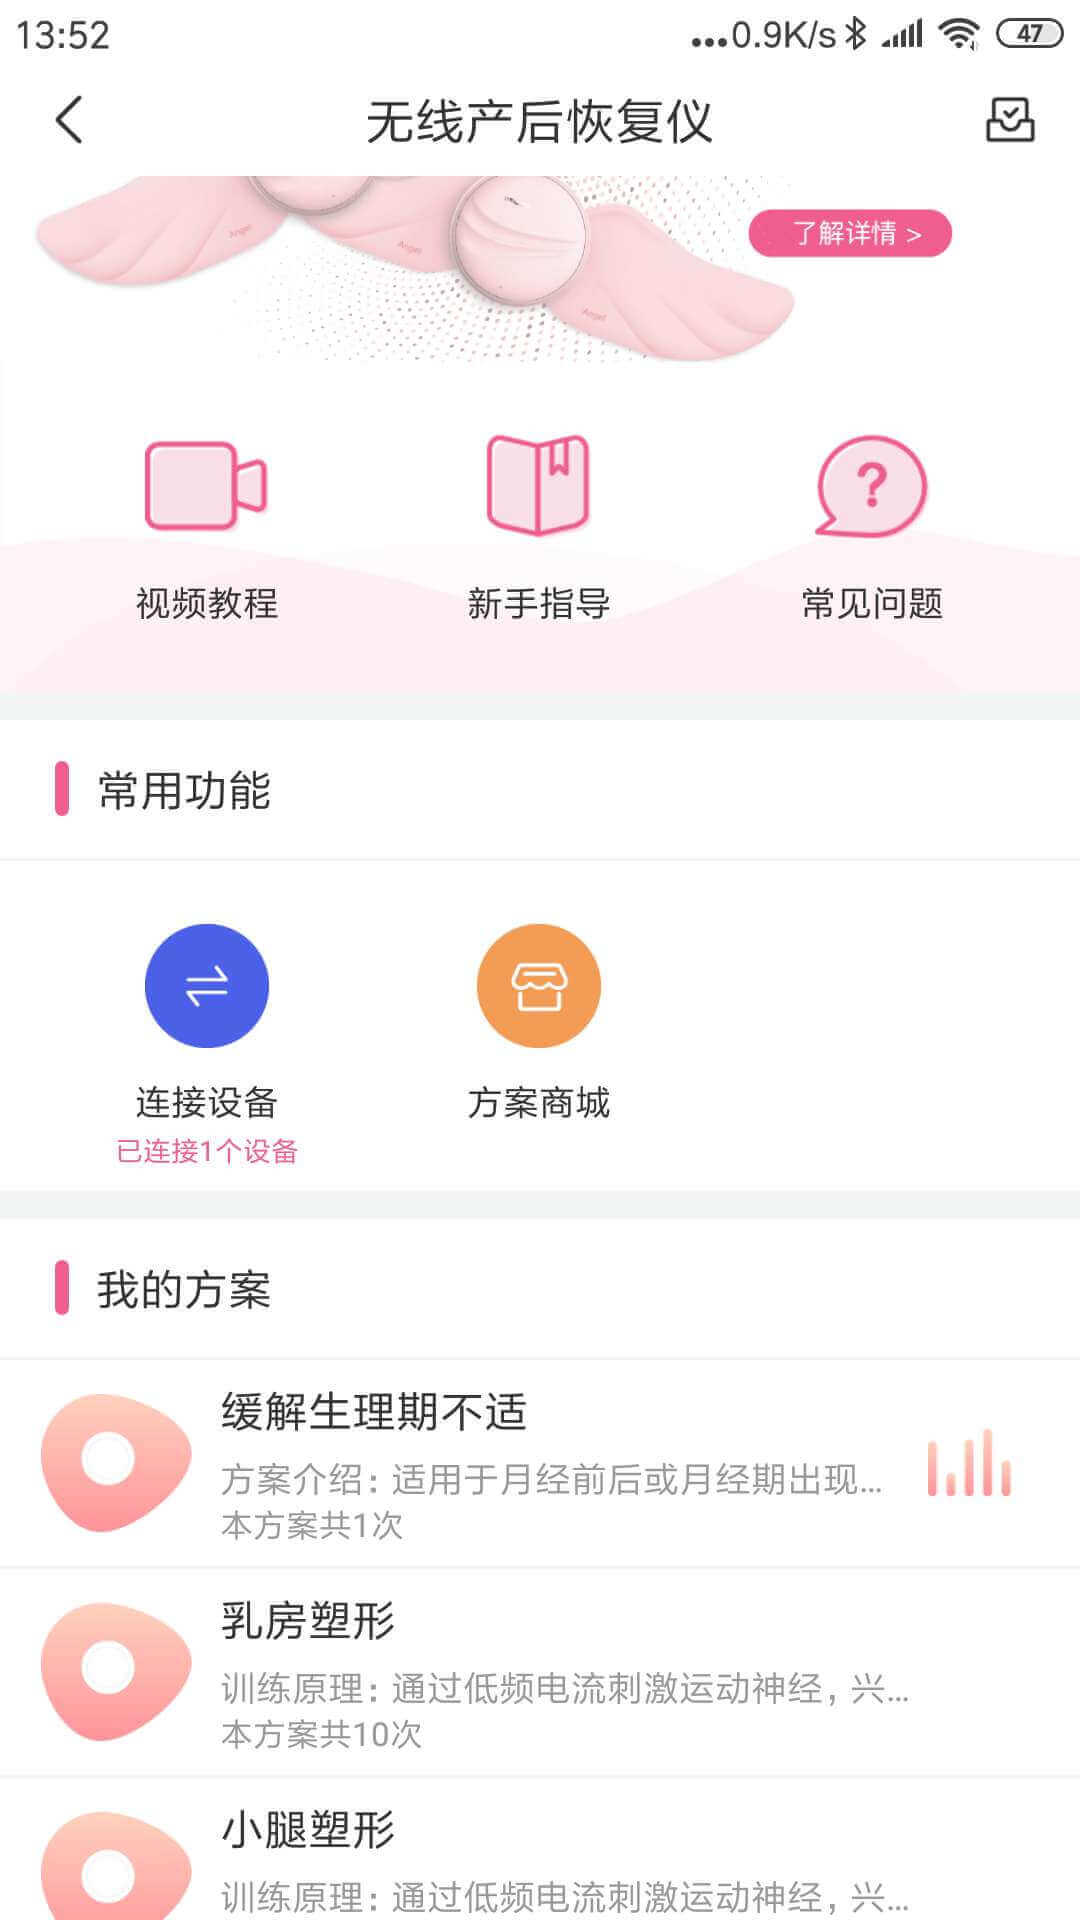 13:52
...0.9K/s
47
无线产后恢复仪
Angel
Angel
Angel
了解详情 >
视频教程
新手指导
常见问题
常用功能
连接设备
方案商城
已连接1个设备
我的方案
缓解生理期不适
方案介绍：适用于月经前后或月经期出现...
本方案共1次
乳房塑形
训练原理：通过低频电流刺激运动神经，兴...
本方案共10次
小腿塑形
训练原理：通过低频电流刺激运动神经，兴...